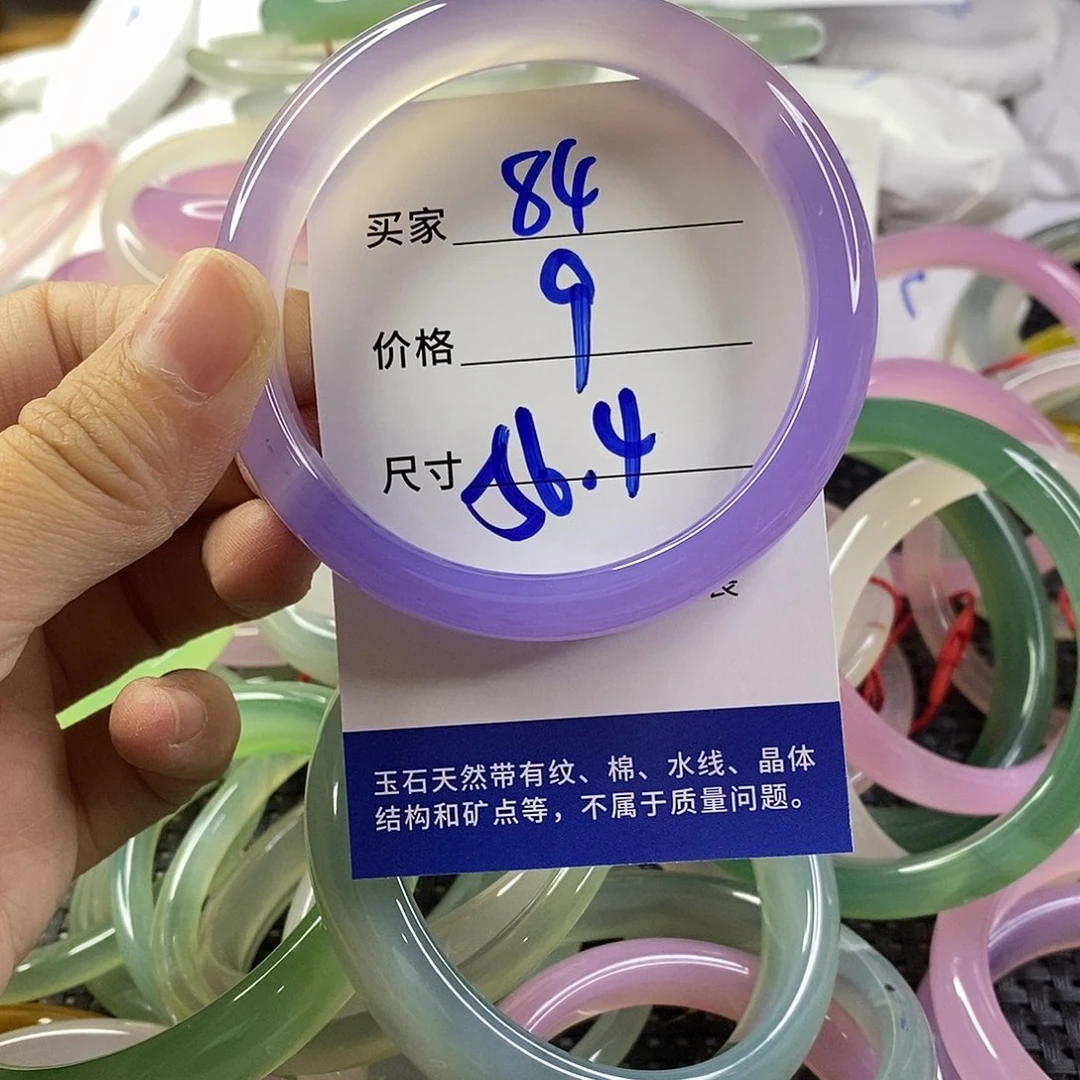 买家 84
价格 9
尺寸 56.4
玉石天然带有纹、棉、水线、晶体
结构和矿点等，不属于质量问题。